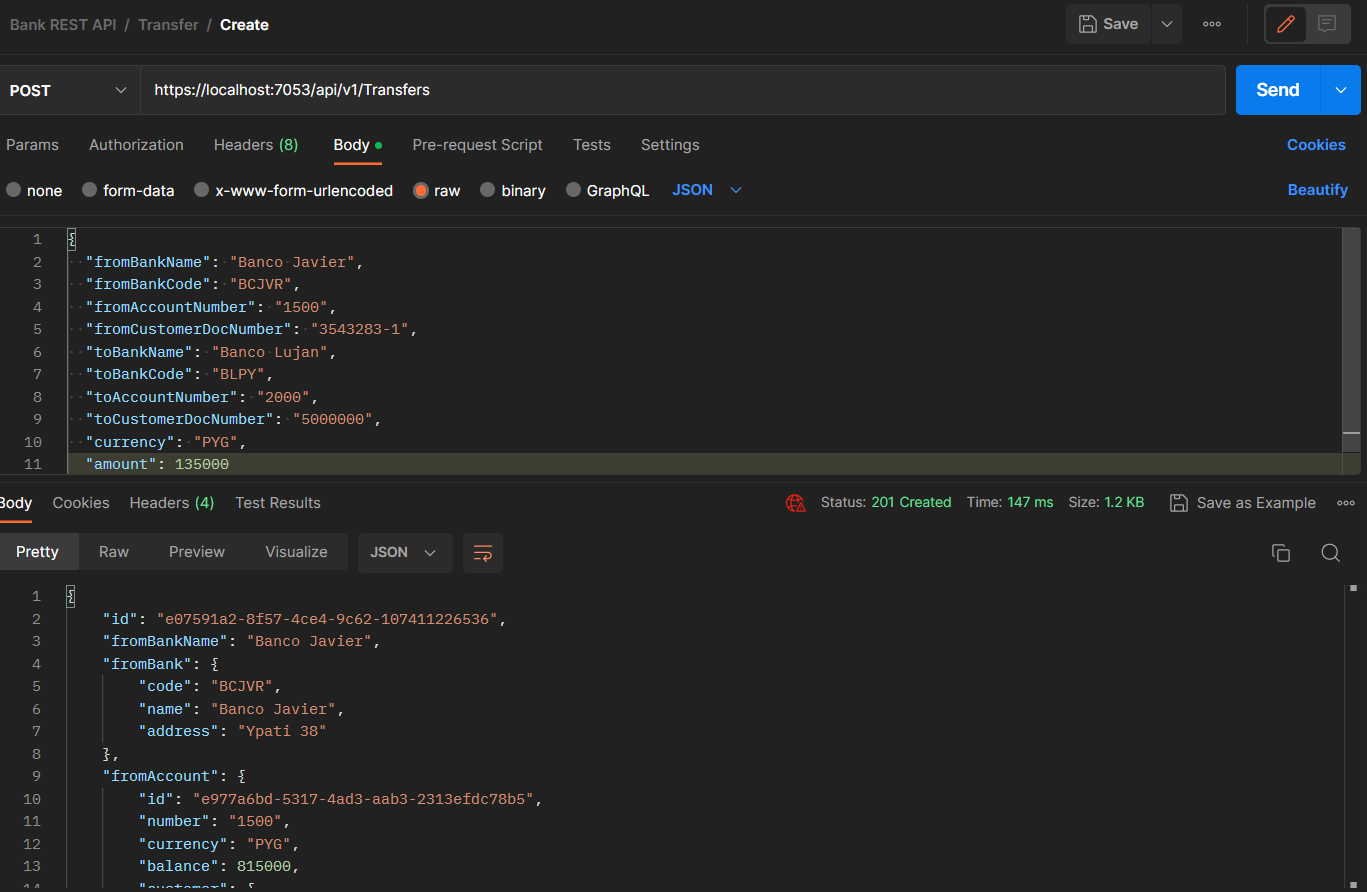 Bank REST API / Transfer / Create
Save
POST
https://localhost:7053/api/v1/Transfers
Send
Params Authorization Headers (8) Body Pre-request Script Tests Settings Cookies
none form-data x-www-form-urlencoded raw binary GraphQL JSON Beautify
1 {
2 "fromBankName": "Banco Javier",
3 "fromBankCode": "BCJVR",
4 "fromAccountNumber": "1500",
5 "fromCustomerDocNumber": "3543283-1",
6 "toBankName": "Banco Lujan",
7 "toBankCode": "BLPY",
8 "toAccountNumber": "2000",
9 "toCustomerDocNumber": "5000000",
10 "currency": "PYG",
11 "amount": 135000
Body Cookies Headers (4) Test Results Status: 201 Created Time: 147 ms Size: 1.2 KB Save as Example
Pretty Raw Preview Visualize JSON
1 {
2 "id": "e07591a2-8f57-4ce4-9c62-107411226536",
3 "fromBankName": "Banco Javier",
4 "fromBank": {
5 "code": "BCJVR",
6 "name": "Banco Javier",
7 "address": "Ypati 38"
8 },
9 "fromAccount": {
10 "id": "e977a6bd-5317-4ad3-aab3-2313efdc78b5",
11 "number": "1500",
12 "currency": "PYG",
13 "balance": 815000,
14 "customer": {